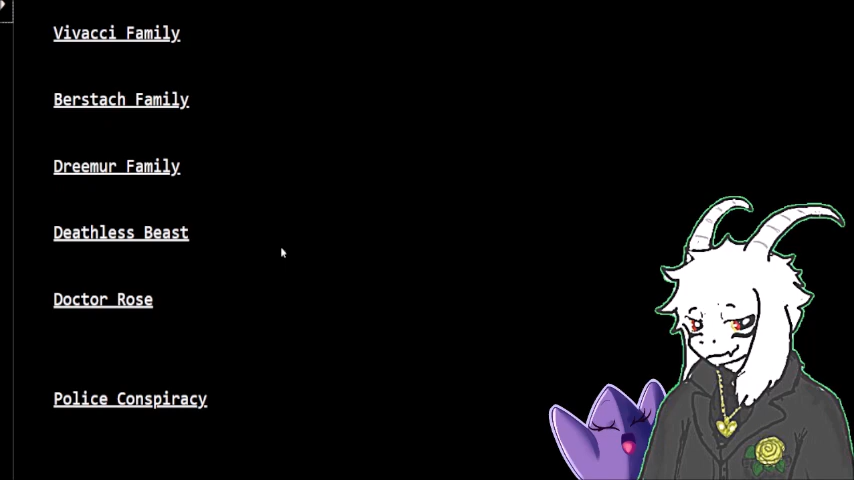 Vivacci Family
Berstach Family
Dreemur Family
Deathless Beast
Doctor Rose
Police Conspiracy